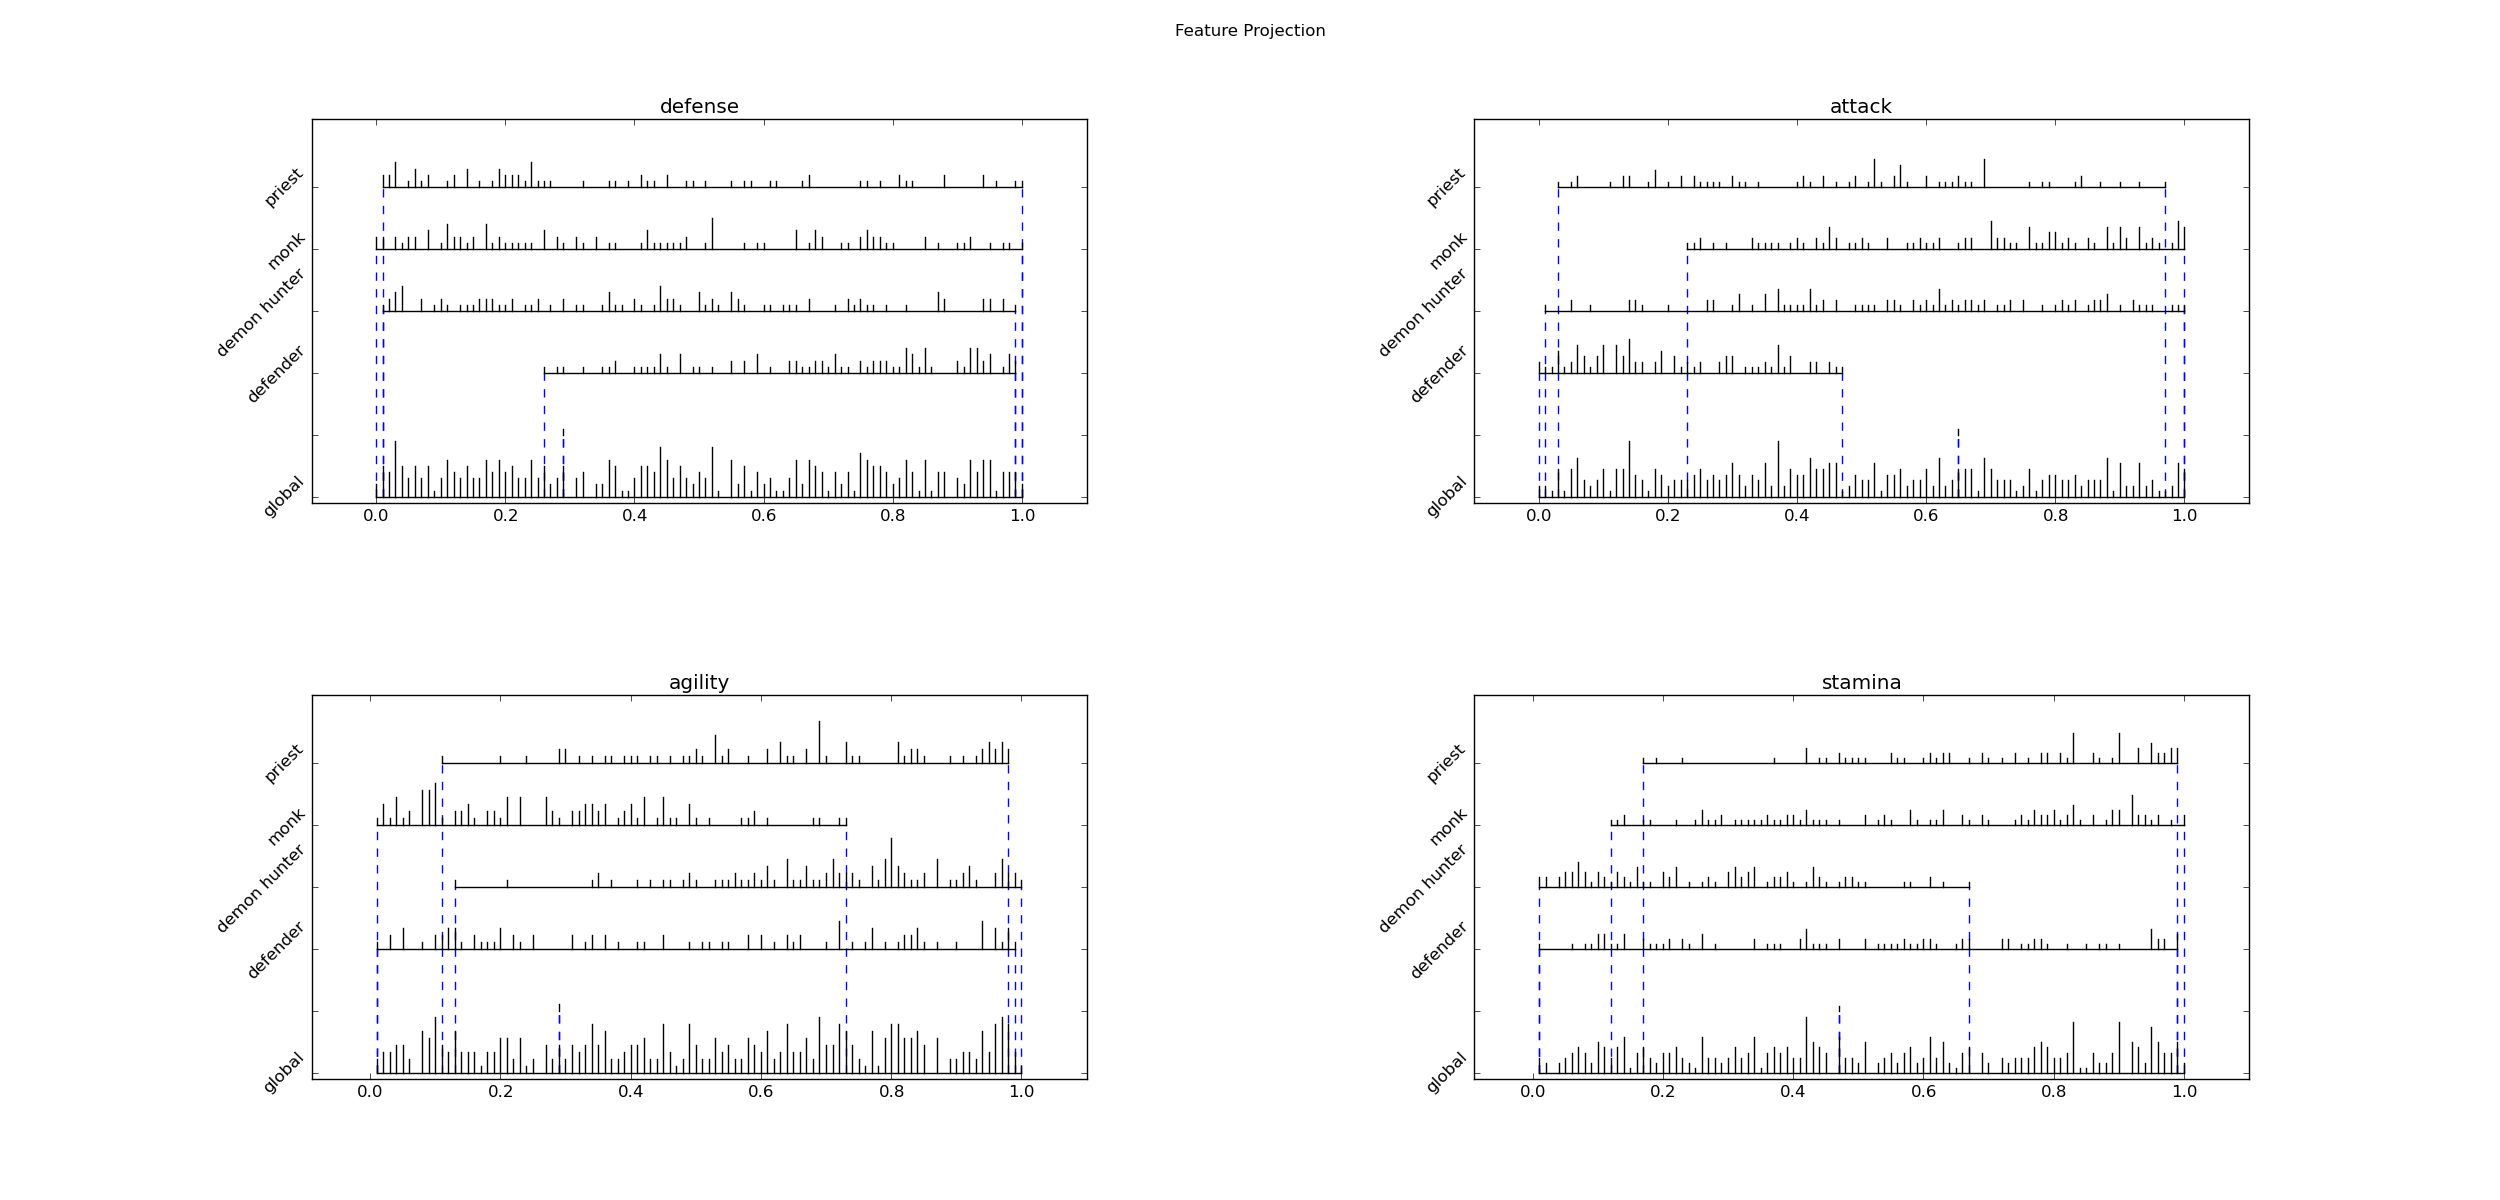 Feature Projection
defense
priest
monk
demon hunter
defender
global
0.0 0.2 0.4 0.6 0.8 1.0
attack
priest
monk
demon hunter
defender
global
0.0 0.2 0.4 0.6 0.8 1.0
agility
priest
monk
demon hunter
defender
global
0.0 0.2 0.4 0.6 0.8 1.0
stamina
priest
monk
demon hunter
defender
global
0.0 0.2 0.4 0.6 0.8 1.0